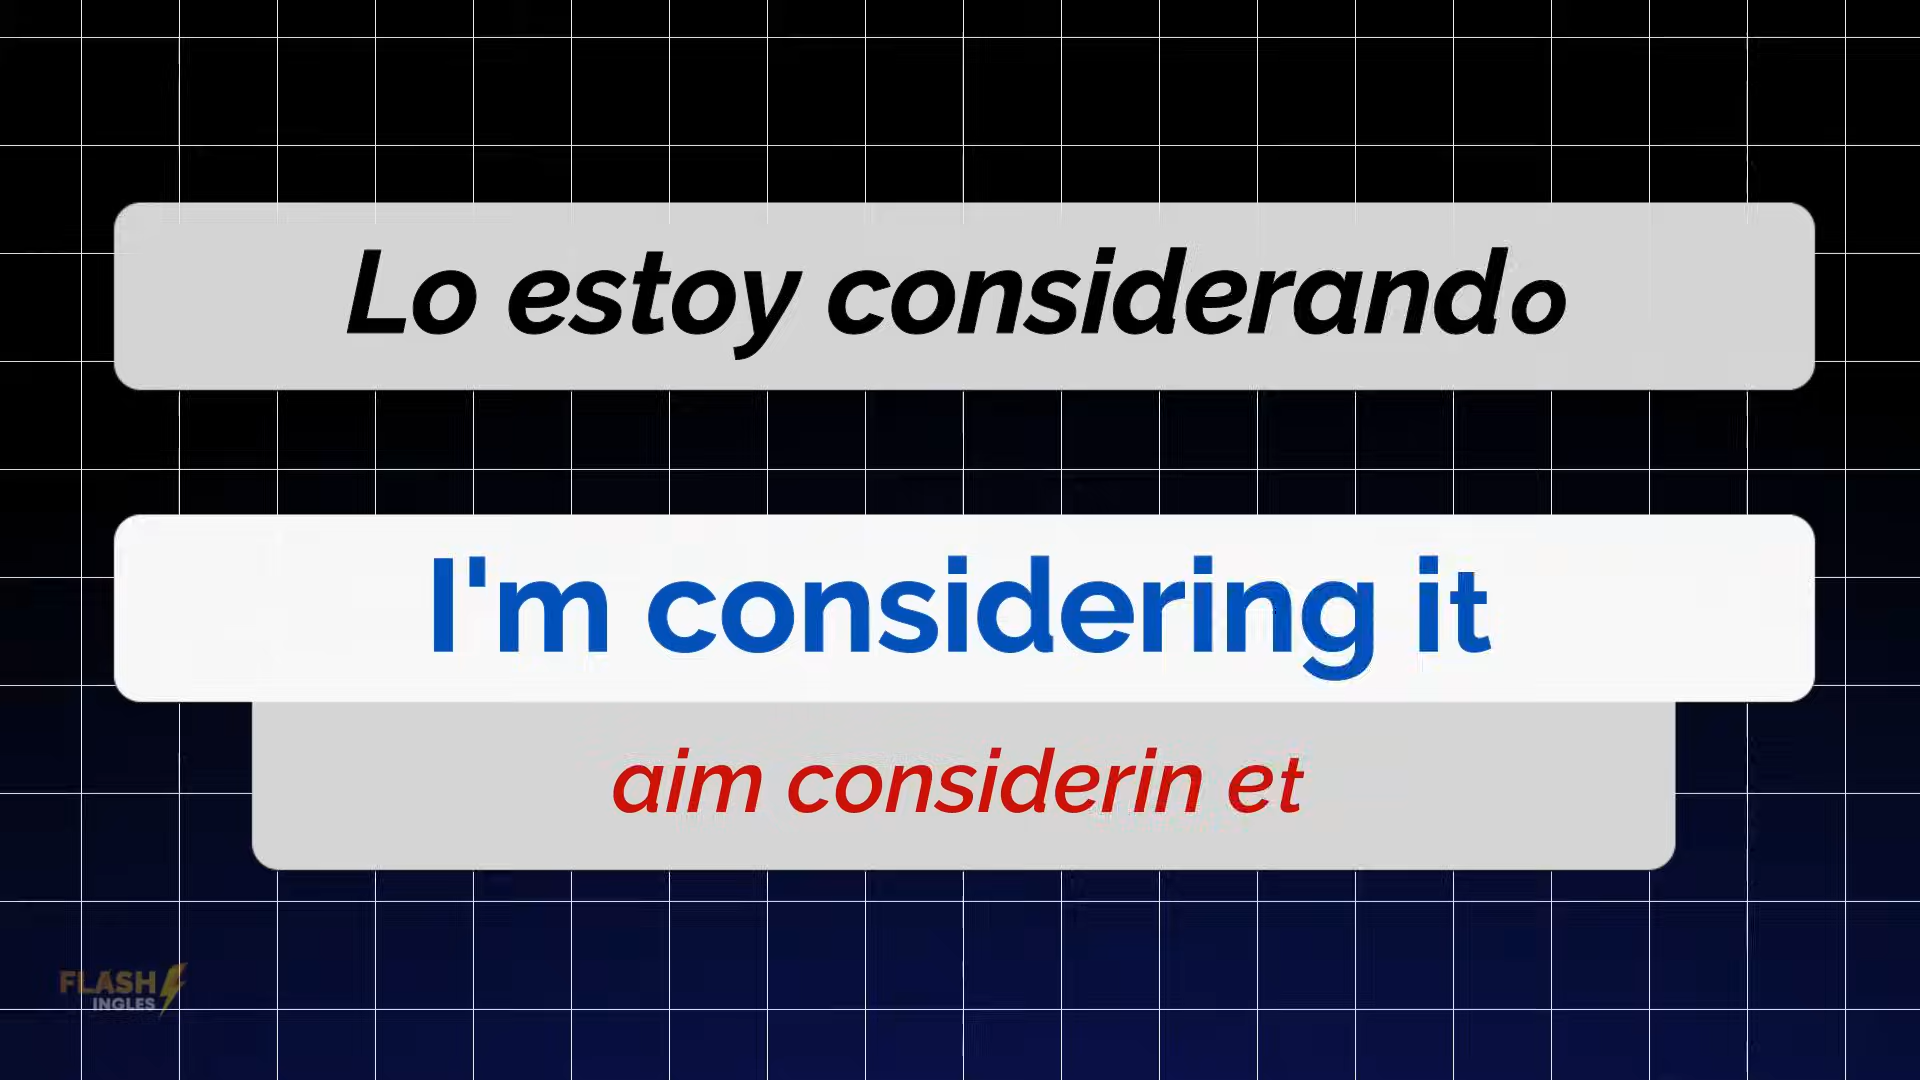 Lo estoy considerando
I'm considering it
aim considerin et
FLASH
INGLES